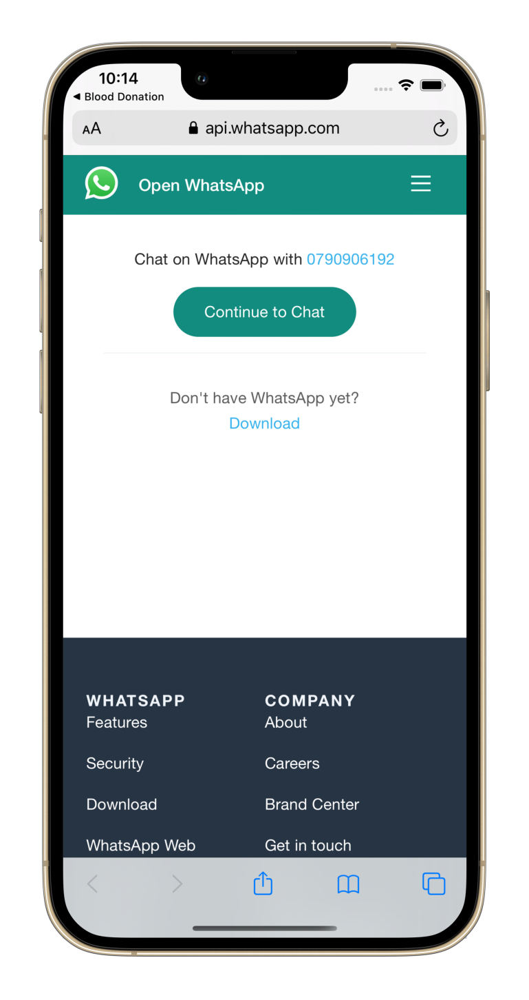 10:14
◀ Blood Donation
AA
api.whatsapp.com
Open WhatsApp
Chat on WhatsApp with 0790906192
Continue to Chat
Don't have WhatsApp yet?
Download
WHATSAPP
COMPANY
Features
About
Security
Careers
Download
Brand Center
WhatsApp Web
Get in touch